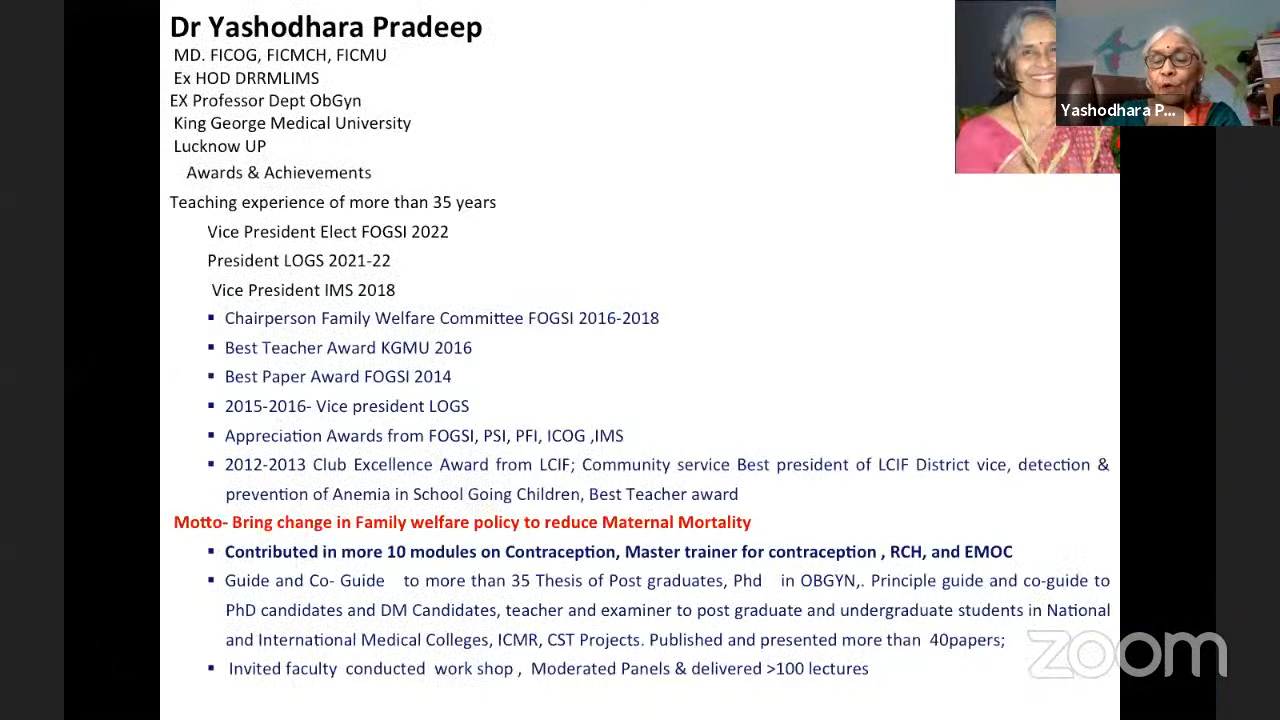 Dr Yashodhara Pradeep
MD. FICOG, FICMCH, FICMU
Ex HOD DRRMLIMS
EX Professor Dept ObGyn
King George Medical University
Lucknow UP
Awards & Achievements
Teaching experience of more than 35 years
Vice President Elect FOGSI 2022
President LOGS 2021-22
Vice President IMS 2018
▪ Chairperson Family Welfare Committee FOGSI 2016-2018
▪ Best Teacher Award KGMU 2016
▪ Best Paper Award FOGSI 2014
▪ 2015-2016- Vice president LOGS
▪ Appreciation Awards from FOGSI, PSI, PFI, ICOG ,IMS
▪ 2012-2013 Club Excellence Award from LCIF; Community service Best president of LCIF District vice, detection &
prevention of Anemia in School Going Children, Best Teacher award
Motto- Bring change in Family welfare policy to reduce Maternal Mortality
▪ Contributed in more 10 modules on Contraception, Master trainer for contraception , RCH, and EMOC
▪ Guide and Co- Guide to more than 35 Thesis of Post graduates, Phd in OBGYN,. Principle guide and co-guide to
PhD candidates and DM Candidates, teacher and examiner to post graduate and undergraduate students in National
and International Medical Colleges, ICMR, CST Projects. Published and presented more than 40papers;
▪ Invited faculty conducted work shop , Moderated Panels & delivered >100 lectures
Yashodhara P...
zoom